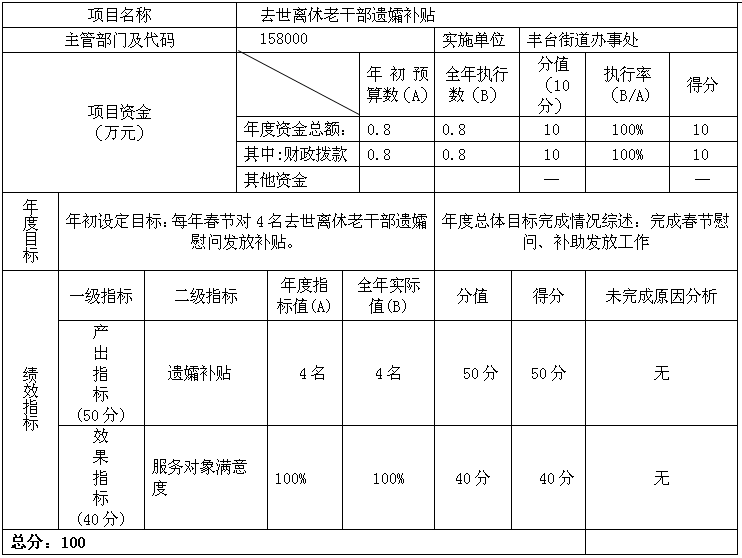 项目名称 去世离休老干部遗孀补贴
主管部门及代码 158000 实施单位 丰台街道办事处
项目资金
（万元）
年初预
算数（A）
全年执行
数（B）
分值
（10
分）
执行率
（B/A）
得分
年度资金总额： 0.8 0.8 10 100% 10
其中:财政拨款 0.8 0.8 10 100% 10
其他资金 — —
年
度
目
标
年初设定目标：每年春节对4名去世离休老干部遗孀
慰问发放补贴。
年度总体目标完成情况综述：完成春节慰
问、补助发放工作
绩
效
指
标
一级指标 二级指标
年度指
标值(A)
全年实际
值(B)
分值 得分 未完成原因分析
产
出
指
标
(50分)
遗孀补贴 4名 4名 50分 50分 无
效
果
指
标
(40分)
服务对象满意
度
100% 100% 40分 40分 无
总分：100